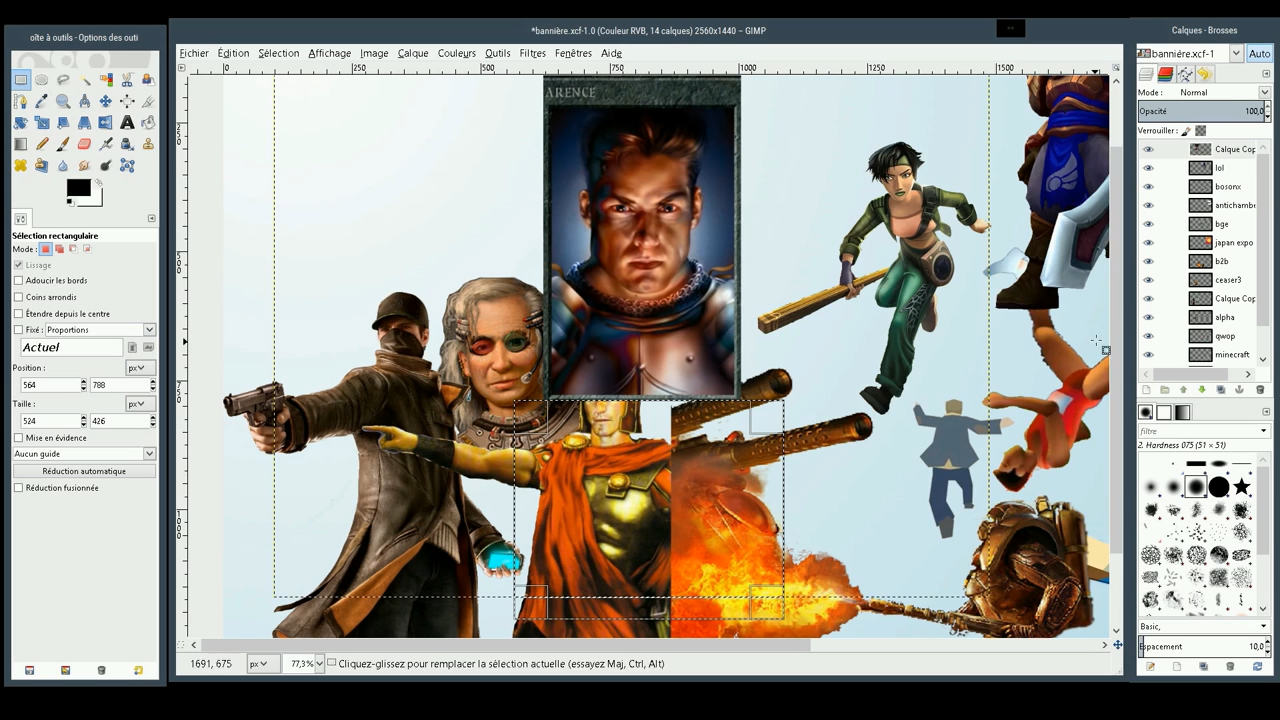 oîte à outils - Options des outi
*bannière.xcf-1.0 (Couleur RVB, 14 calques) 2560x1440 – GIMP
Calques - Brosses
Fichier Édition Sélection Affichage Image Calque Couleurs Outils Filtres Fenêtres Aide
bannière.xcf-1
Auto
0 250 500 750 1000 1250 1500
Mode : Normal
Opacité 100,0
Verrouiller :
Calque Cop
lol
bosonx
antichambe
bge
japan expo
b2b
ceaser3
Calque Cop
alpha
qwop
minecraft
ARENCE
Sélection rectangulaire
Mode :
Lissage
Adoucir les bords
Coins arrondis
Étendre depuis le centre
Fixé : Proportions
Actuel
Position : px
564 788
Taille : px
524 426
Mise en évidence
Aucun guide
Réduction automatique
Réduction fusionnée
filtre
2. Hardness 075 (51 × 51)
Basic,
Espacement 10,0
1691, 675 px 77,3% Cliquez-glissez pour remplacer la sélection actuelle (essayez Maj, Ctrl, Alt)